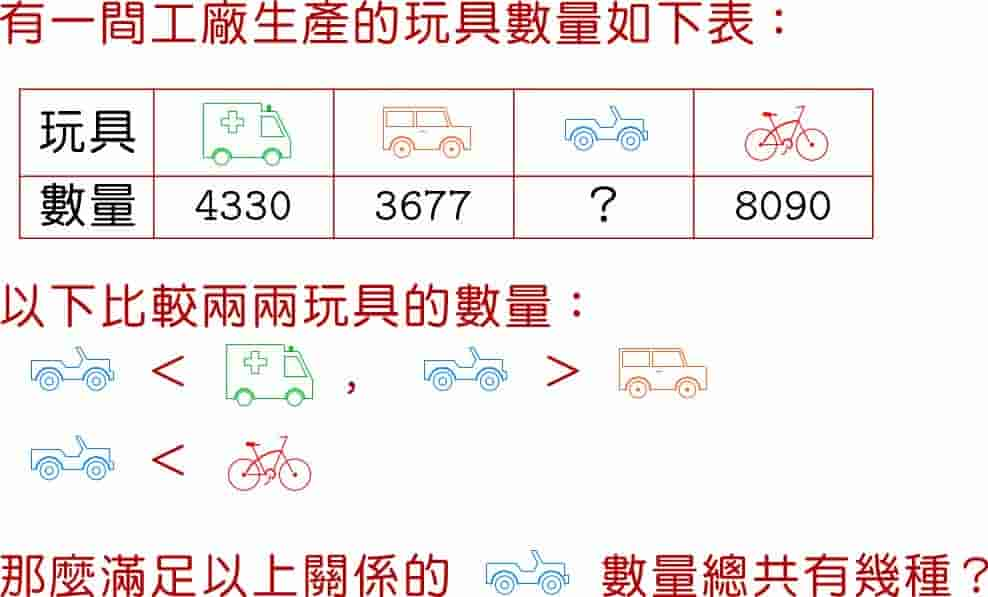 有一間工廠生產的玩具數量如下表：
玩具
數量 4330 3677 ? 8090
以下比較兩兩玩具的數量：
< , >
<
那麼滿足以上關係的 數量總共有幾種？